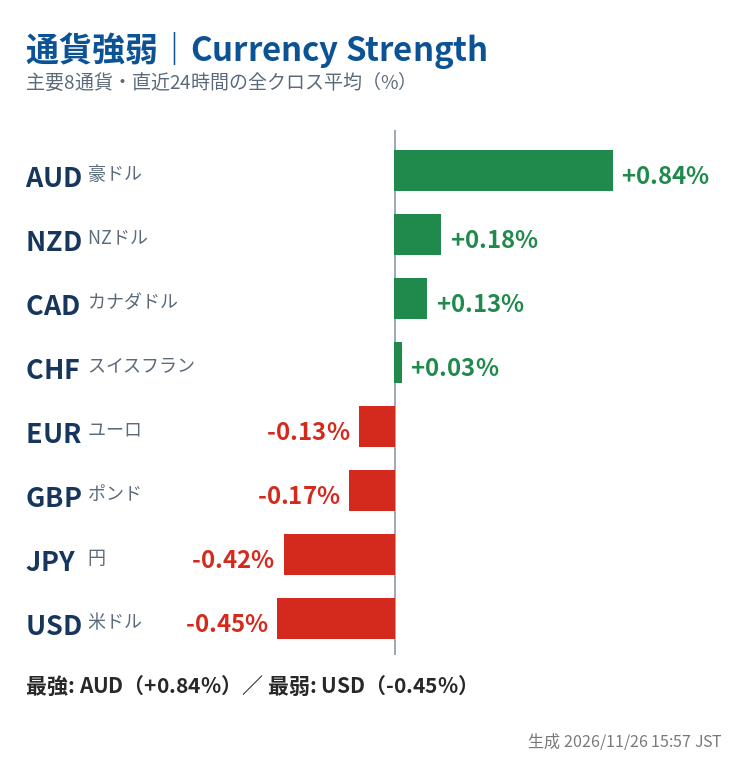 通貨強弱｜Currency Strength
主要8通貨・直近24時間の全クロス平均（%）
AUD 豪ドル +0.84%
NZD NZドル +0.18%
CAD カナダドル +0.13%
CHF スイスフラン +0.03%
EUR ユーロ -0.13%
GBP ポンド -0.17%
JPY 円 -0.42%
USD 米ドル -0.45%
最強: AUD（+0.84%）／ 最弱: USD（-0.45%）
生成 2026/11/26 15:57 JST